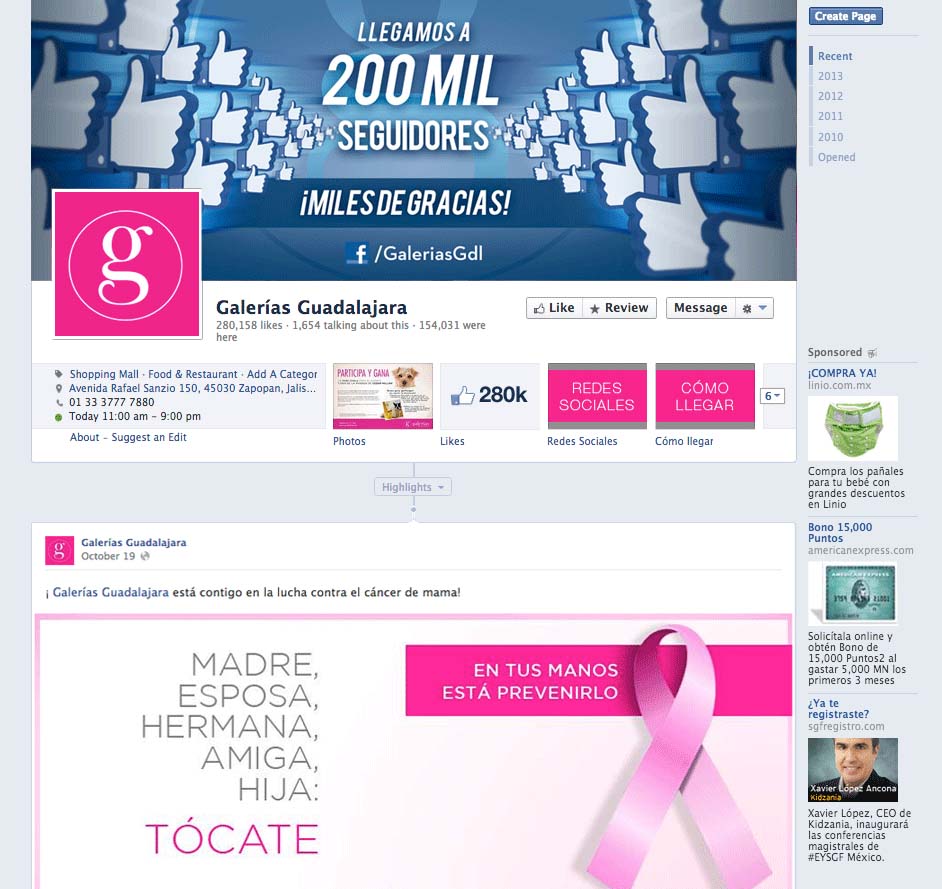 LLEGAMOS A
200 MIL
SEGUIDORES
¡MILES DE GRACIAS!
f /GaleriasGdl
g
Galerías Guadalajara
280,158 likes · 1,654 talking about this · 154,031 were
here
Like
Review
Message
Shopping Mall · Food & Restaurant · Add A Categor
Avenida Rafael Sanzio 150, 45030 Zapopan, Jalis...
01 33 3777 7880
Today 11:00 am – 9:00 pm
About – Suggest an Edit
PARTICIPA Y GANA
Photos
280k
Likes
REDES
SOCIALES
Redes Sociales
CÓMO
LLEGAR
Cómo llegar
6
Highlights
g
Galerías Guadalajara
October 19
¡ Galerías Guadalajara está contigo en la lucha contra el cáncer de mama!
MADRE,
ESPOSA,
HERMANA,
AMIGA,
HIJA:
TÓCATE
EN TUS MANOS
ESTÁ PREVENIRLO
Create Page
Recent
2013
2012
2011
2010
Opened
Sponsored
¡COMPRA YA!
linio.com.mx
Compra los pañales
para tu bebé con
grandes descuentos
en Linio
Bono 15,000
Puntos
americanexpress.com
AMERICAN EXPRESS
Solicítala online y
obtén Bono de
15,000 Puntos2 al
gastar 5,000 MN los
primeros 3 meses
¿Ya te
registraste?
sgfregistro.com
Xavier López Ancona
Kidzania
Xavier López, CEO de
Kidzania, inaugurará
las conferencias
magistrales de
#EYSGF México.